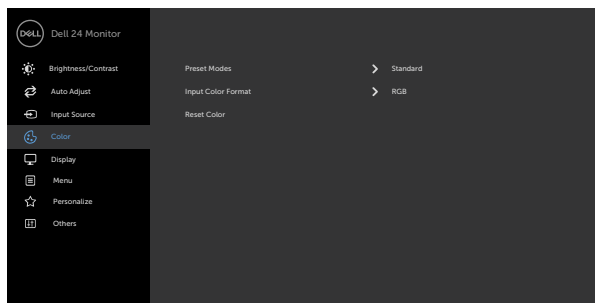 DELL Dell 24 Monitor
Brightness/Contrast Preset Modes Standard
Auto Adjust Input Color Format RGB
Input Source Reset Color
Color
Display
Menu
Personalize
Others